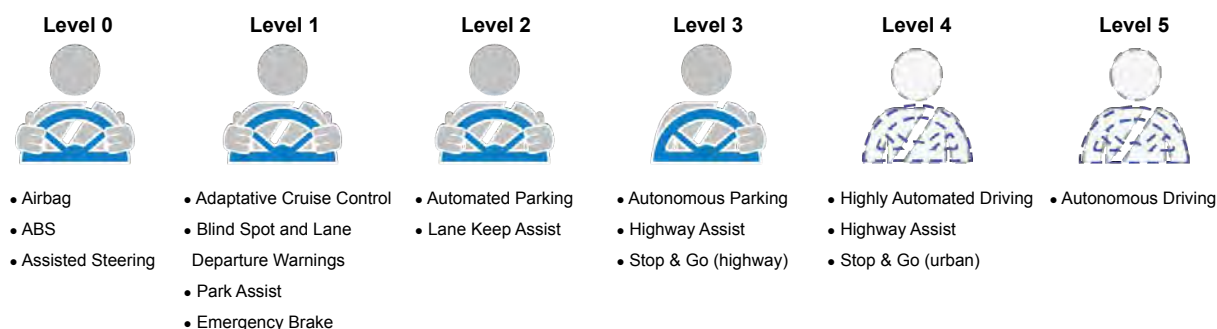 Level 0
Level 1
Level 2
Level 3
Level 4
Level 5
• Airbag
• ABS
• Assisted Steering
• Adaptative Cruise Control
• Blind Spot and Lane
Departure Warnings
• Park Assist
• Emergency Brake
• Automated Parking
• Lane Keep Assist
• Autonomous Parking
• Highway Assist
• Stop & Go (highway)
• Highly Automated Driving
• Highway Assist
• Stop & Go (urban)
• Autonomous Driving